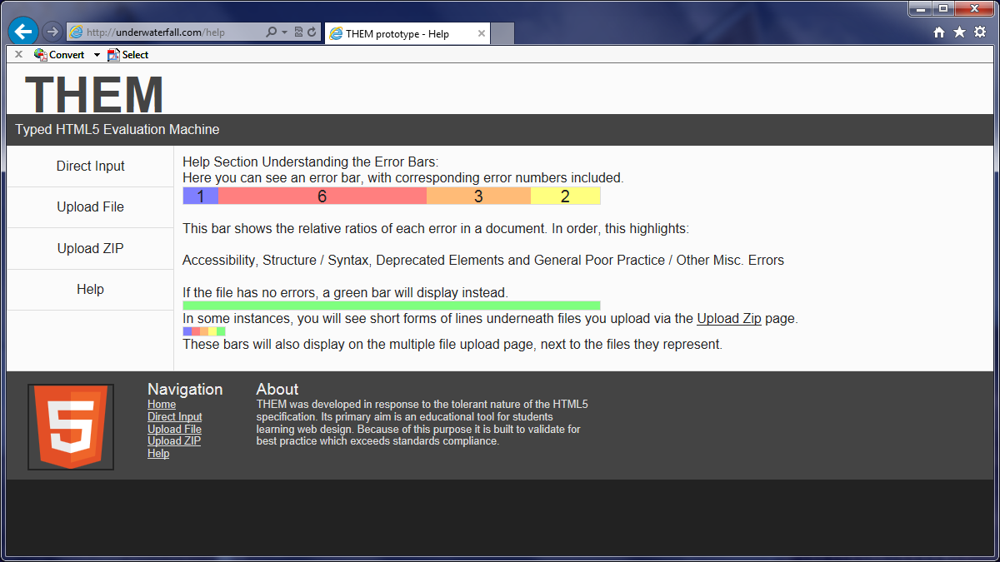 http://underwaterfall.com/help
THEM prototype - Help
Convert
Select
THEM
Typed HTML5 Evaluation Machine
Direct Input
Upload File
Upload ZIP
Help
Help Section Understanding the Error Bars:
Here you can see an error bar, with corresponding error numbers included.
1 6 3 2
This bar shows the relative ratios of each error in a document. In order, this highlights:
Accessibility, Structure / Syntax, Deprecated Elements and General Poor Practice / Other Misc. Errors
If the file has no errors, a green bar will display instead.
In some instances, you will see short forms of lines underneath files you upload via the Upload Zip page.
These bars will also display on the multiple file upload page, next to the files they represent.
5
Navigation
Home
Direct Input
Upload File
Upload ZIP
Help
About
THEM was developed in response to the tolerant nature of the HTML5
specification. Its primary aim is an educational tool for students
learning web design. Because of this purpose it is built to validate for
best practice which exceeds standards compliance.